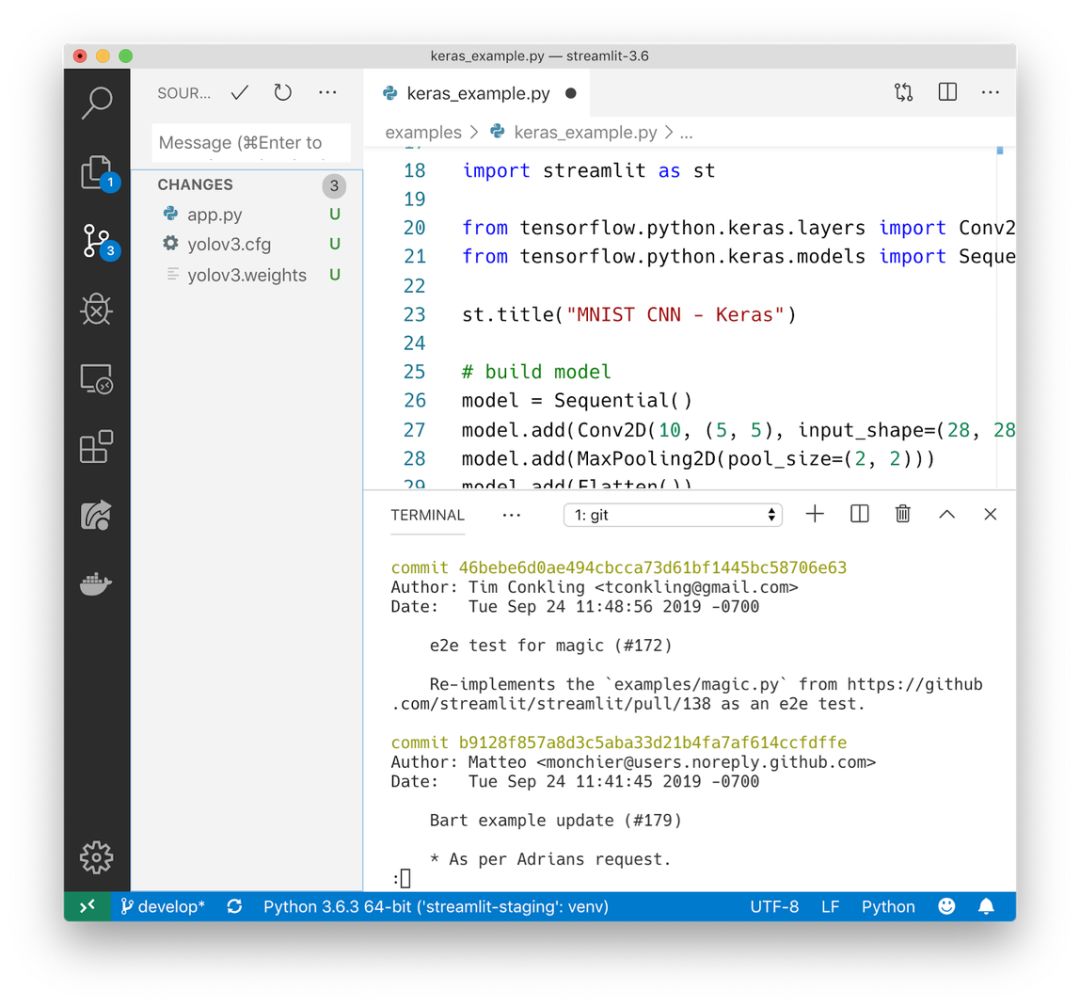 keras_example.py — streamlit-3.6
SOUR...
keras_example.py
Message (⌘Enter to
examples > keras_example.py > ...
1
3
CHANGES 3
app.py U
yolov3.cfg U
yolov3.weights U
18 import streamlit as st
19
20 from tensorflow.python.keras.layers import Conv2
21 from tensorflow.python.keras.models import Seque
22
23 st.title("MNIST CNN - Keras")
24
25 # build model
26 model = Sequential()
27 model.add(Conv2D(10, (5, 5), input_shape=(28, 28
28 model.add(MaxPooling2D(pool_size=(2, 2)))
29 model.add(Flatten())
TERMINAL ... 1: git
commit 46bebe6d0ae494cbcca73d61bf1445bc58706e63
Author: Tim Conkling <tconkling@gmail.com>
Date:   Tue Sep 24 11:48:56 2019 -0700
e2e test for magic (#172)
Re-implements the `examples/magic.py` from https://github
.com/streamlit/streamlit/pull/138 as an e2e test.
commit b9128f857a8d3c5aba33d21b4fa7af614ccfdffe
Author: Matteo <monchier@users.noreply.github.com>
Date:   Tue Sep 24 11:41:45 2019 -0700
Bart example update (#179)
* As per Adrians request.
:
develop* Python 3.6.3 64-bit ('streamlit-staging': venv) UTF-8 LF Python